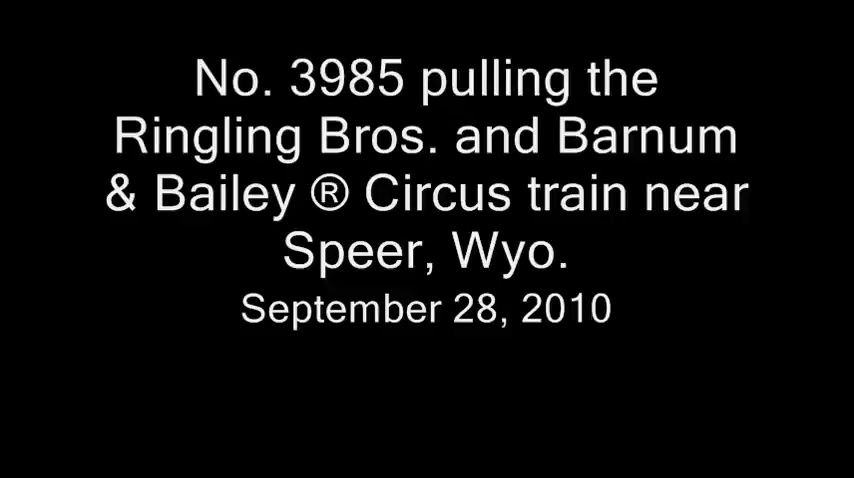 No. 3985 pulling the
Ringling Bros. and Barnum
& Bailey ® Circus train near
Speer, Wyo.
September 28, 2010